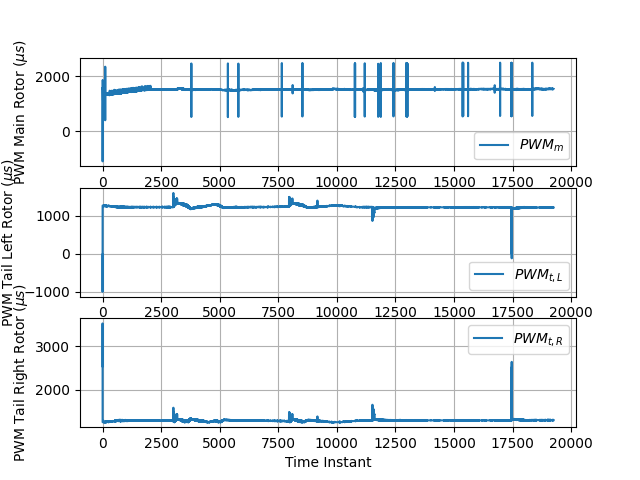 PWM Main Rotor (μs)
2000
0
PWM_m
0 2500 5000 7500 10000 12500 15000 17500 20000
PWM Tail Left Rotor (μs)
1000
0
−1000
PWM_{t,L}
0 2500 5000 7500 10000 12500 15000 17500 20000
PWM Tail Right Rotor (μs)
3000
2000
PWM_{t,R}
0 2500 5000 7500 10000 12500 15000 17500 20000
Time Instant